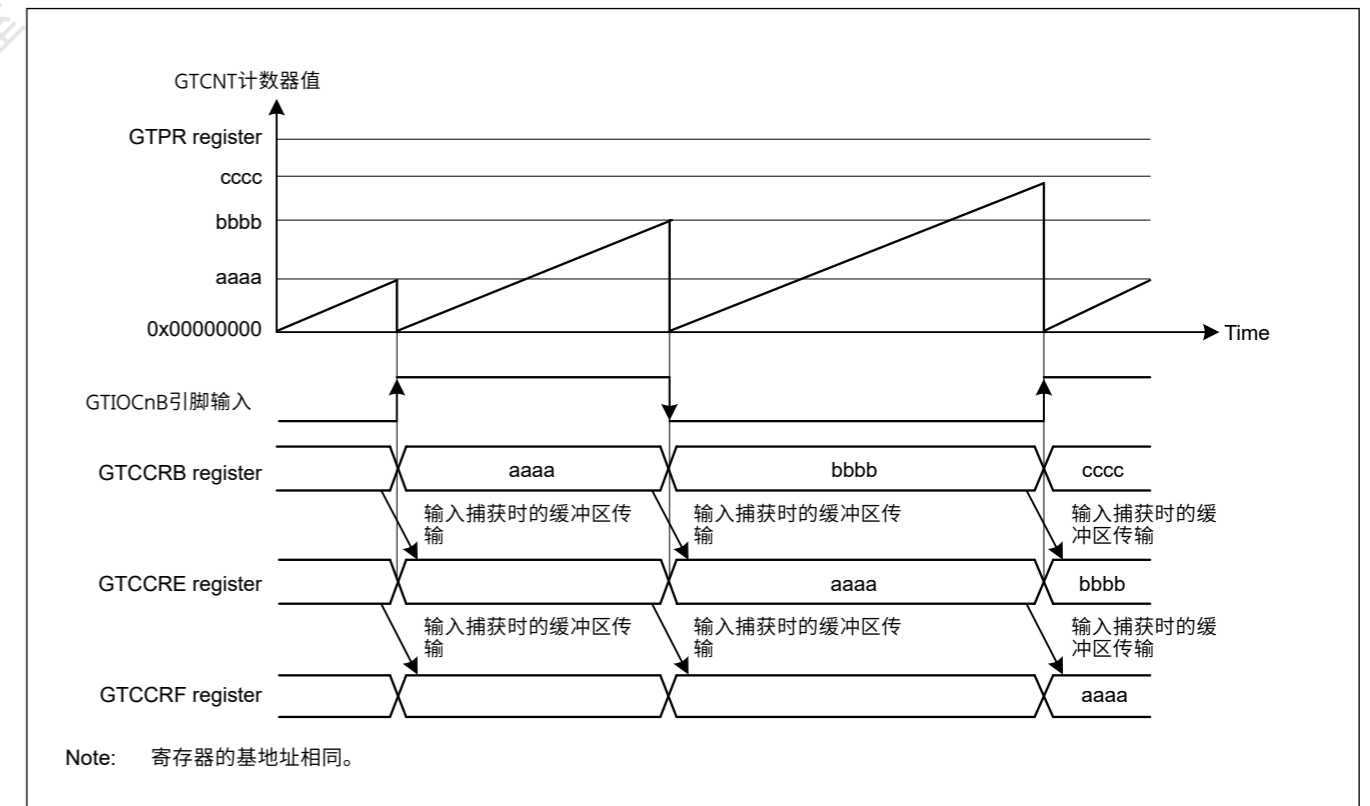 GTCNT计数器值
GTPR register
cccc
bbbb
aaaa
0x00000000
Time
GTIOCnB引脚输入
GTCCRB register
aaaa
bbbb
cccc
输入捕获时的缓冲区传
输
输入捕获时的缓冲区传
输
输入捕获时的缓
冲区传输
GTCCRE register
aaaa
bbbb
输入捕获时的缓冲区传
输
输入捕获时的缓冲区传
输
输入捕获时的缓
冲区传输
GTCCRF register
aaaa
Note: 寄存器的基地址相同。